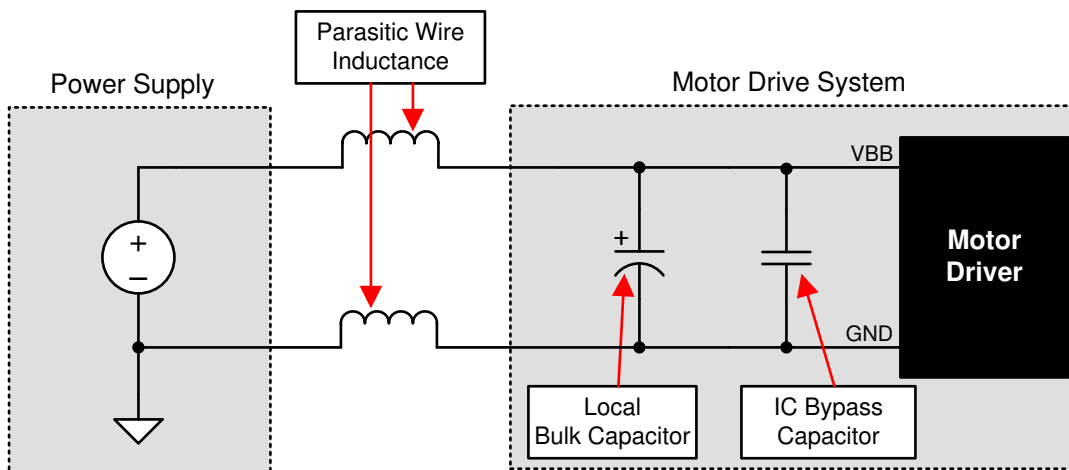 Parasitic Wire
Inductance
Power Supply
Motor Drive System
VBB
+
–
+
Motor
Driver
GND
Local
Bulk Capacitor
IC Bypass
Capacitor